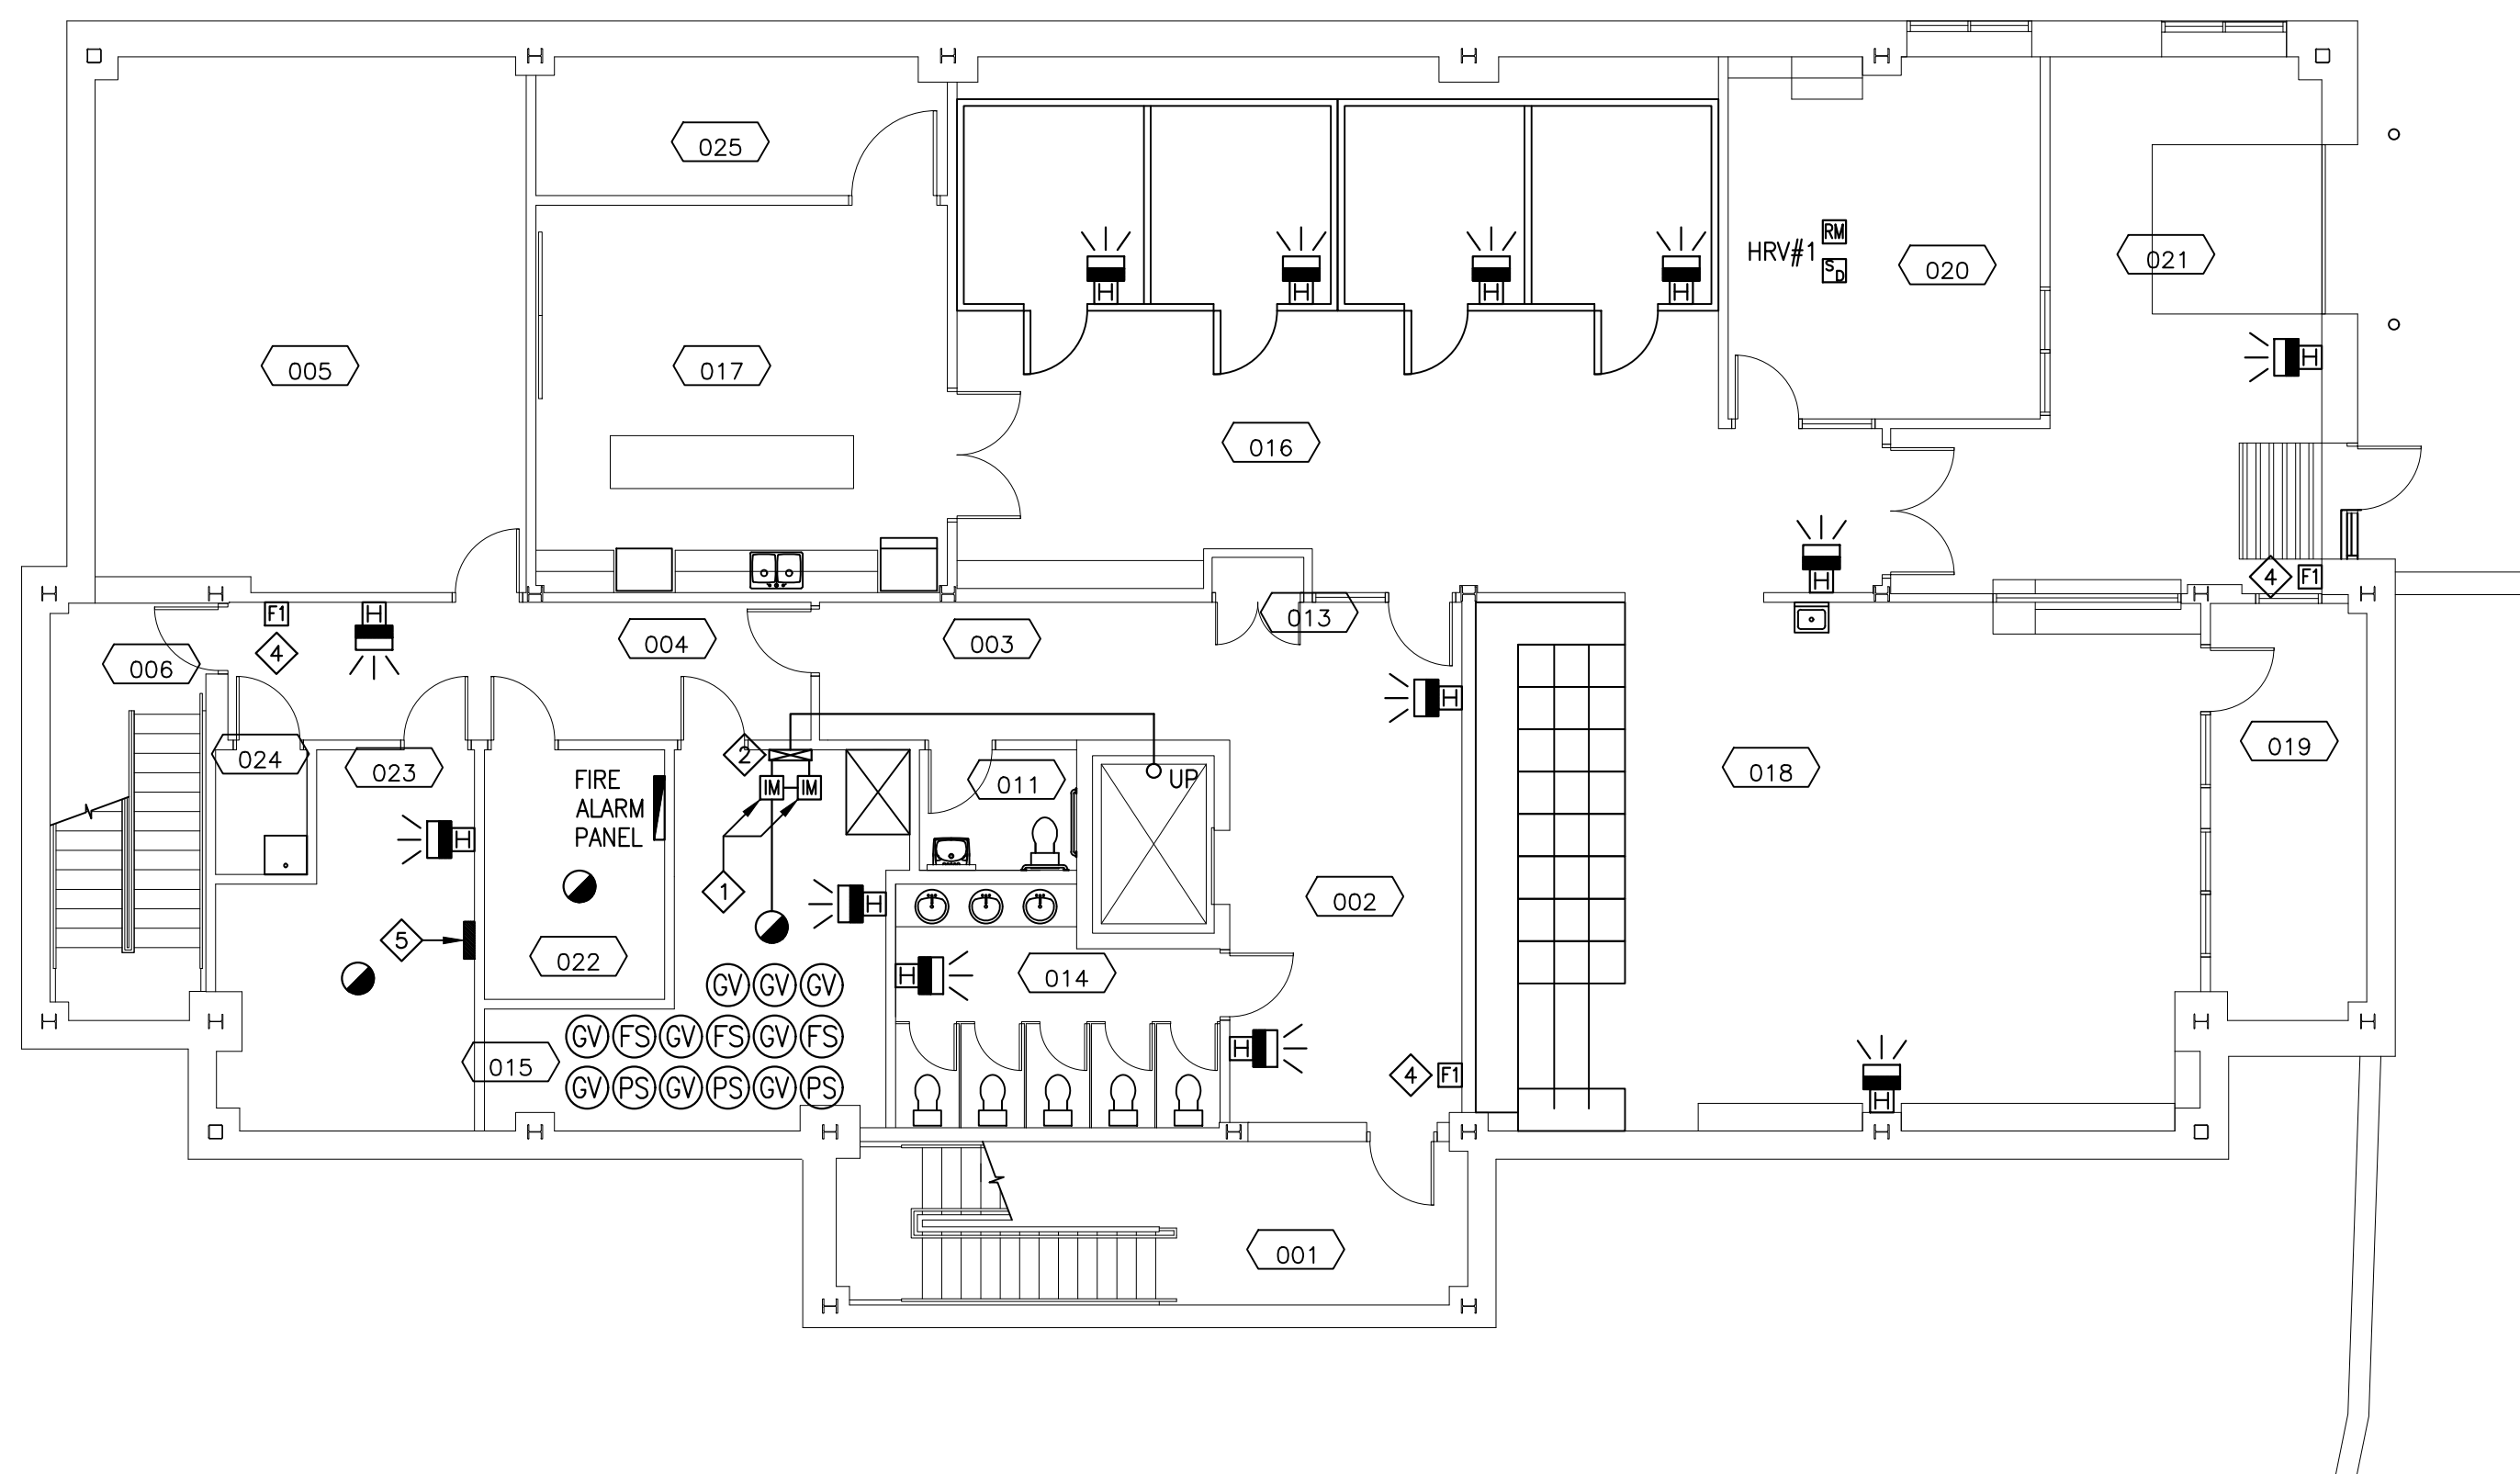 025
HRV#1
RM
SD
020
021
H
H
H
H
H
005
017
016
H
F1
H
4
F1
4
013
004
003
006
H
024
023
2
011
UP
018
019
FIRE
ALARM
PANEL
IM
IM
H
1
H
002
5
022
H
014
GV
GV
GV
GV
FS
GV
FS
GV
FS
H
015
4
F1
GV
PS
GV
PS
GV
PS
H
001